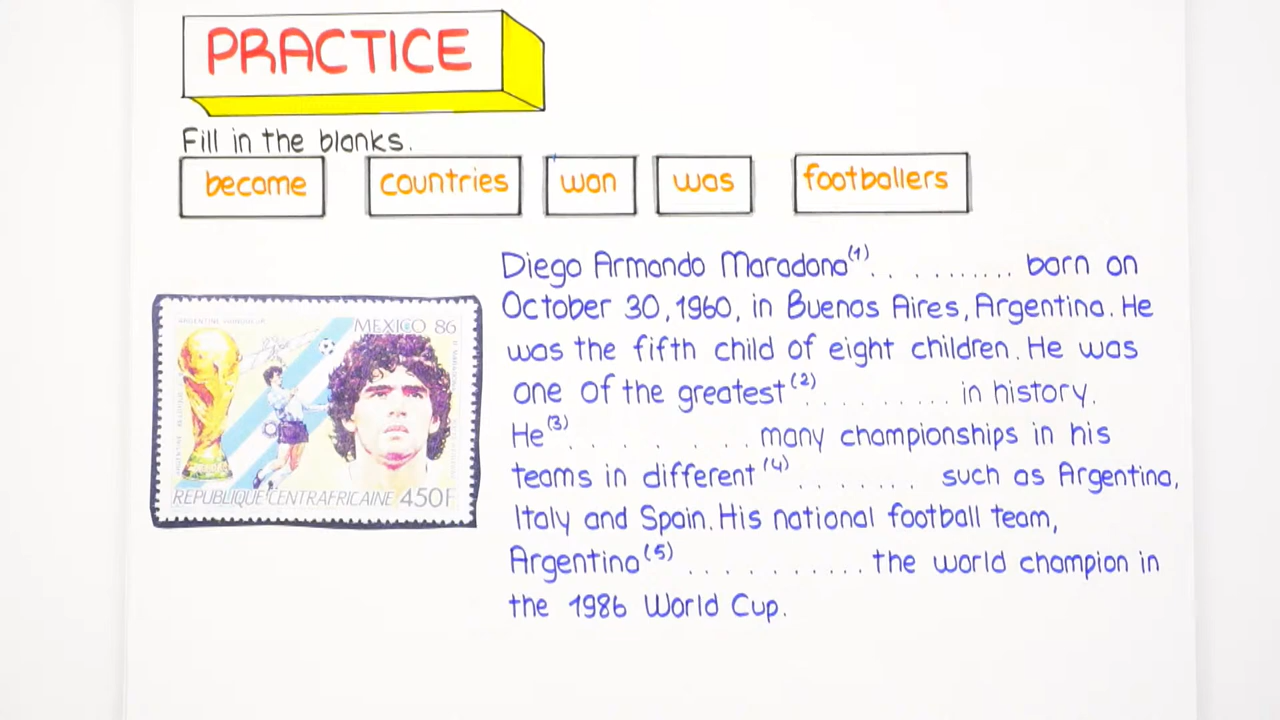 PRACTICE
Fill in the blanks.
become countries won was footballers
Diego Armando Maradona(1). . . . . . . . . . born on
October 30, 1960, in Buenos Aires, Argentina. He
was the fifth child of eight children. He was
one of the greatest(2). . . . . . . . . in history.
He(3). . . . . . . many championships in his
teams in different(4) . . . . . . . such as Argentina,
Italy and Spain. His national football team,
Argentina(5) . . . . . . . . . . the world champion in
the 1986 World Cup.
MEXICO 86
REPUBLIQUE CENTRAFRICAINE 450F